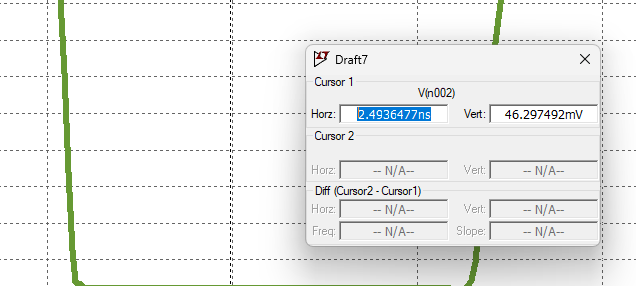 Draft7
Cursor 1
V(n002)
Horz: 2.4936477ns Vert: 46.297492mV
Cursor 2
Horz: -- N/A-- Vert: -- N/A--
Diff (Cursor2 - Cursor1)
Horz: -- N/A-- Vert: -- N/A--
Freq: -- N/A-- Slope: -- N/A--